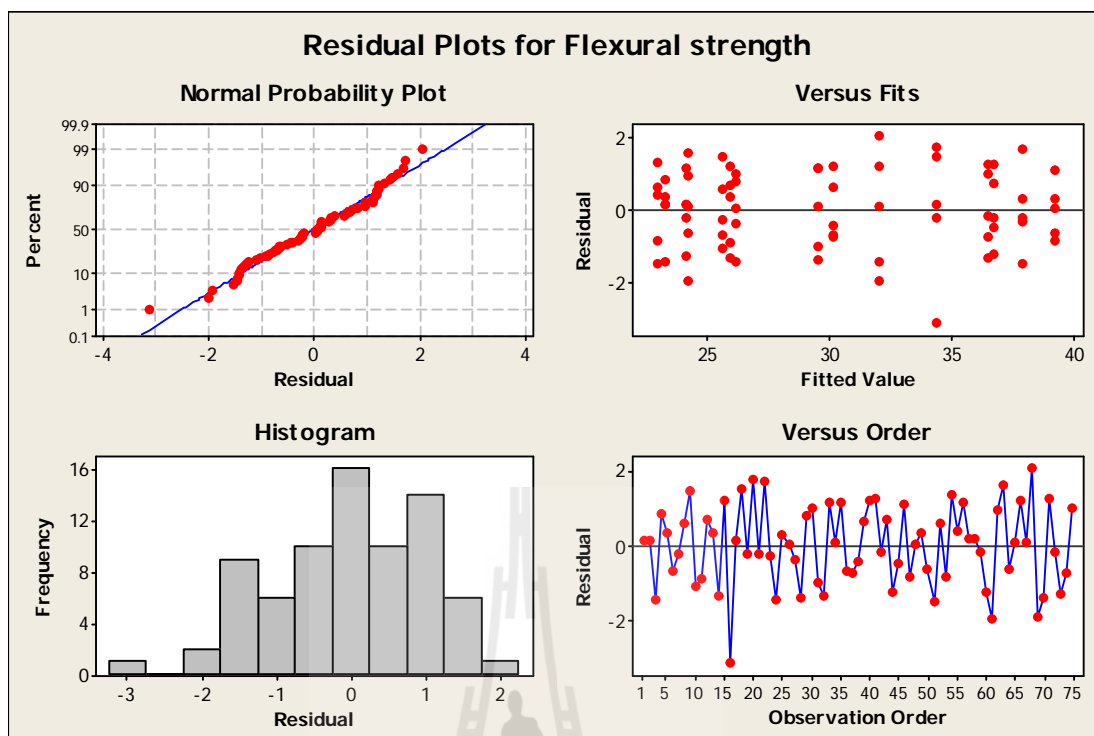 Residual Plots for Flexural strength
Normal Probability Plot
Percent
99.9
99
90
50
10
1
0.1
-4 -2 0 2 4
Residual
Versus Fits
Residual
2
0
-2
25 30 35 40
Fitted Value
Histogram
Frequency
16
12
8
4
0
-3 -2 -1 0 1 2
Residual
Versus Order
Residual
2
0
-2
1 5 10 15 20 25 30 35 40 45 50 55 60 65 70 75
Observation Order